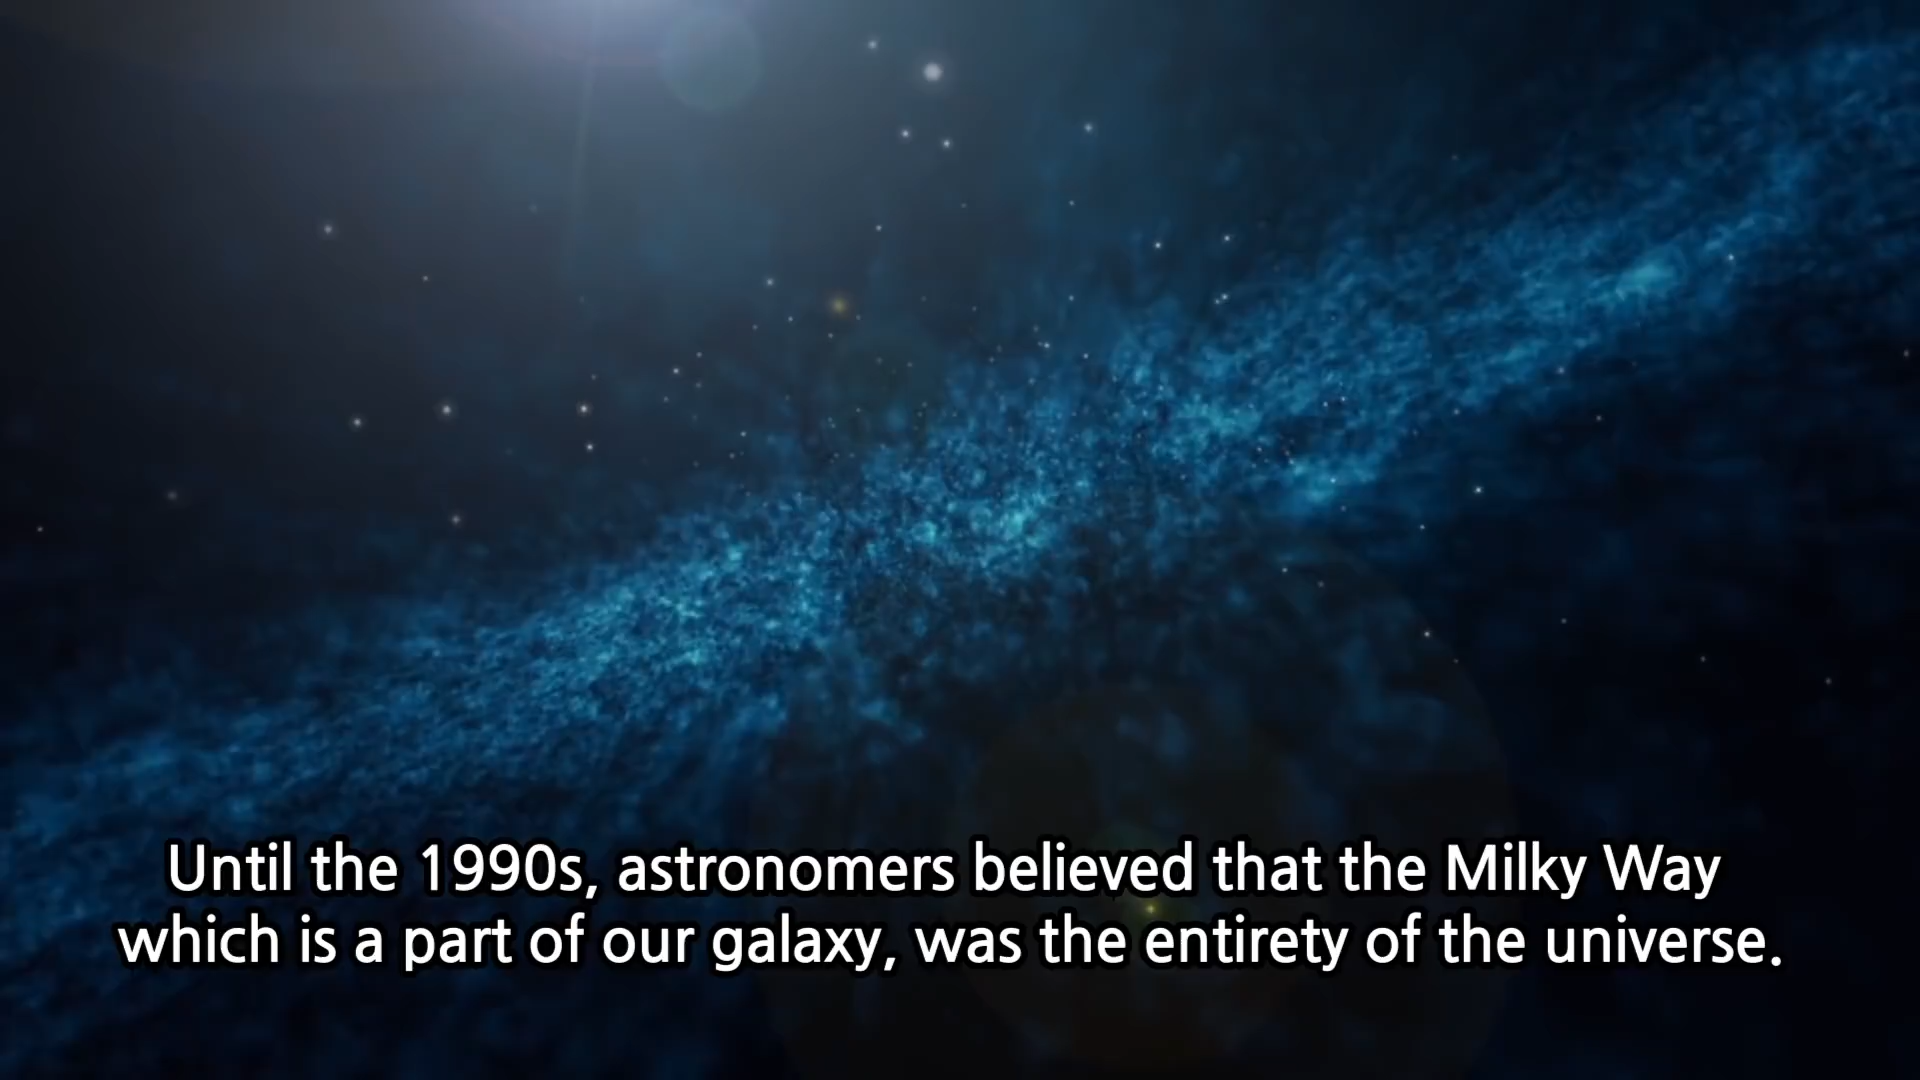 Until the 1990s, astronomers believed that the Milky Way
which is a part of our galaxy, was the entirety of the universe.